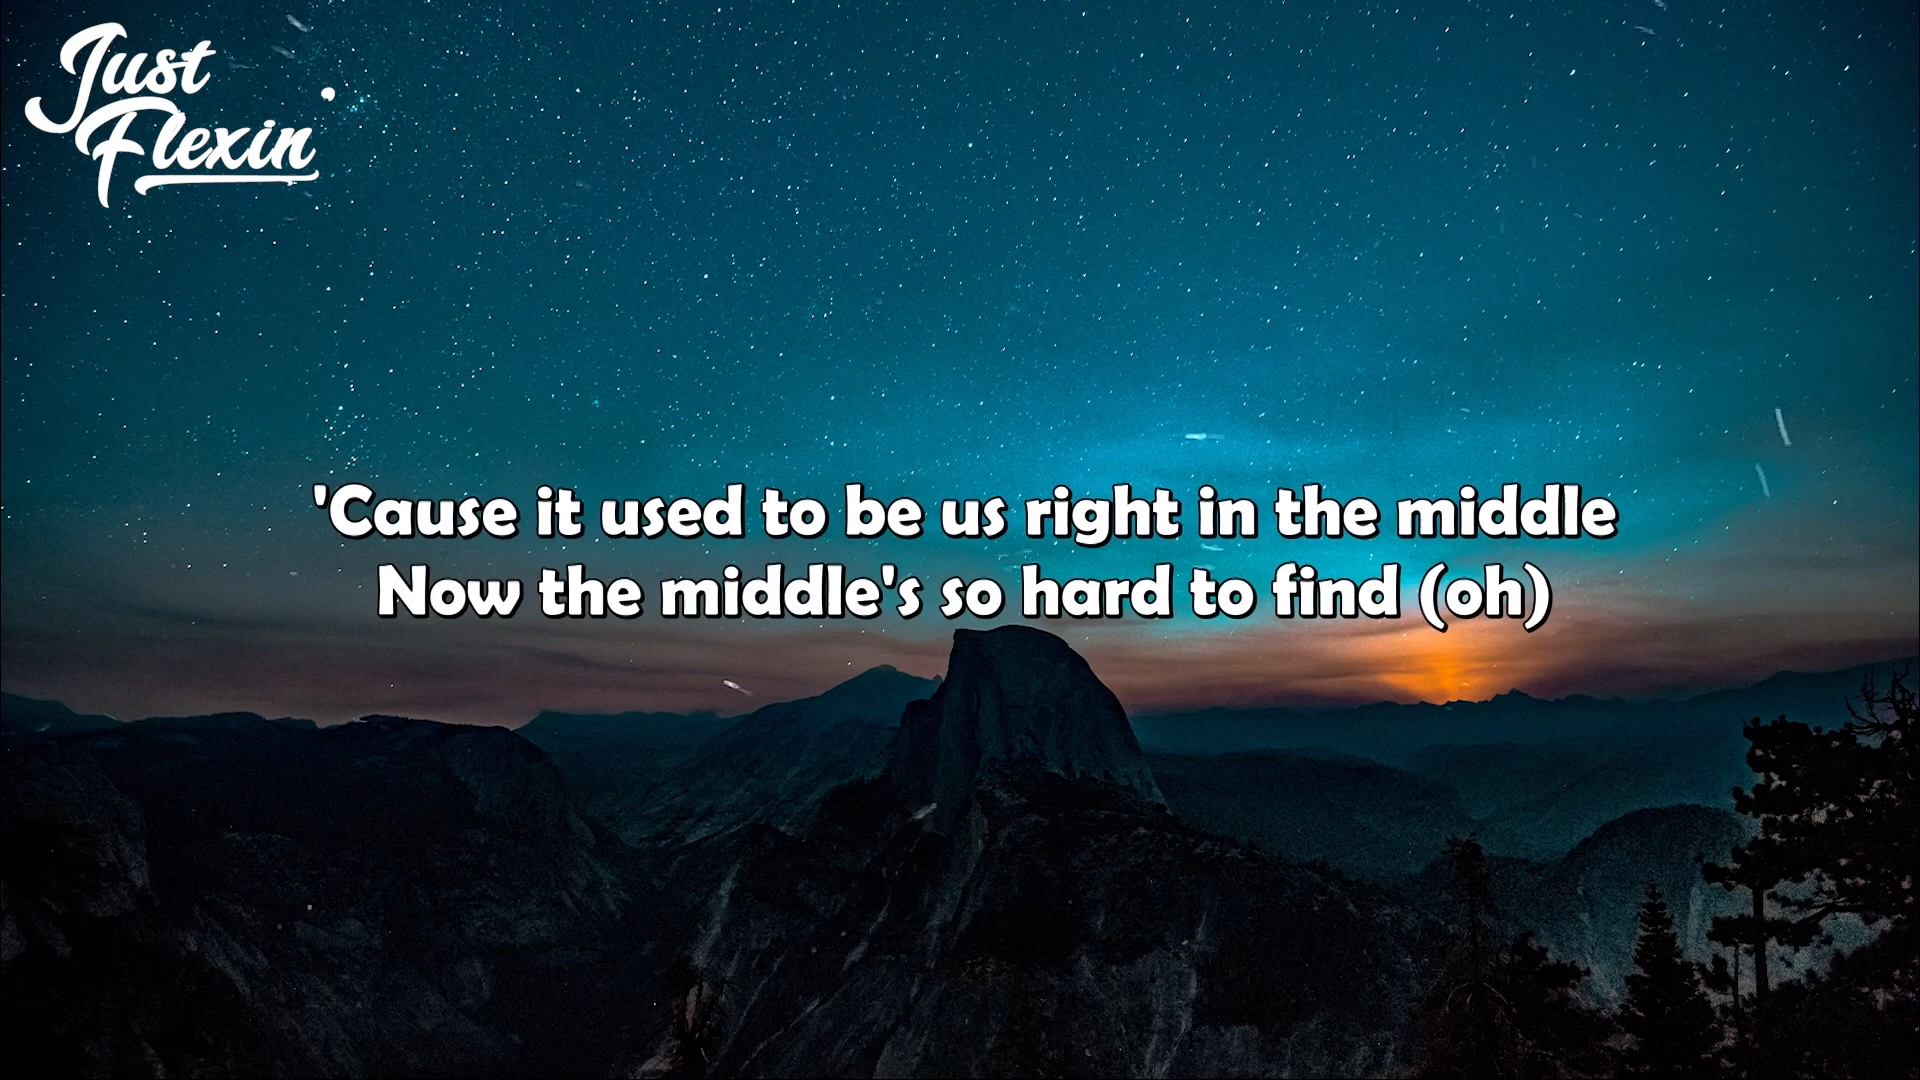 Just
Flexin'
'Cause it used to be us right in the middle
Now the middle's so hard to find (oh)